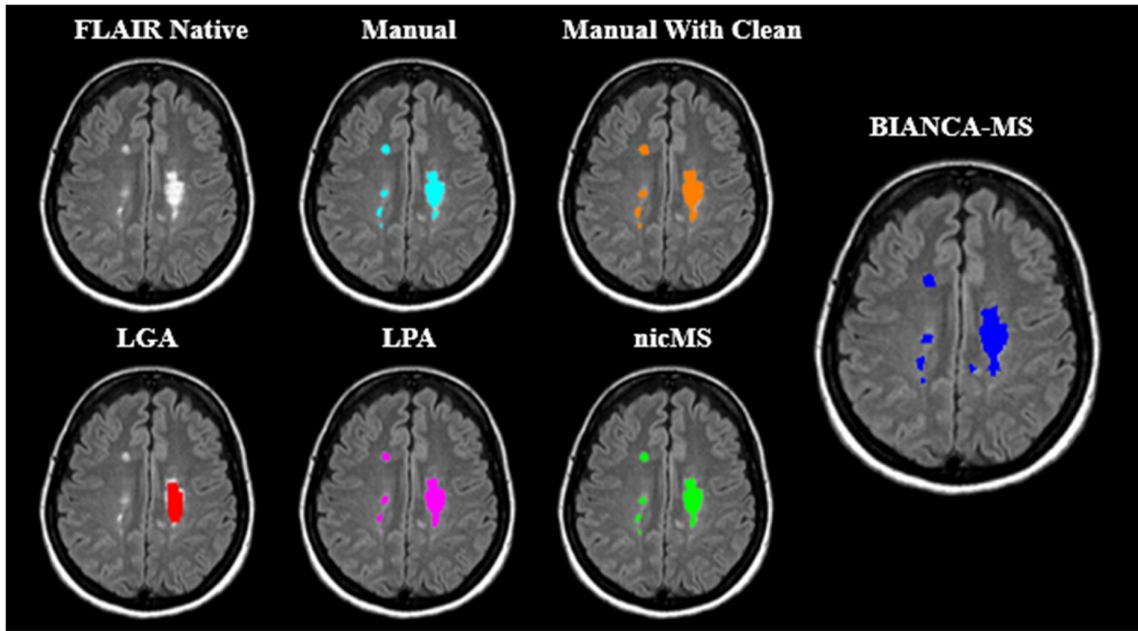 FLAIR Native
Manual
Manual With Clean
BIANCA-MS
LGA
LPA
nicMS